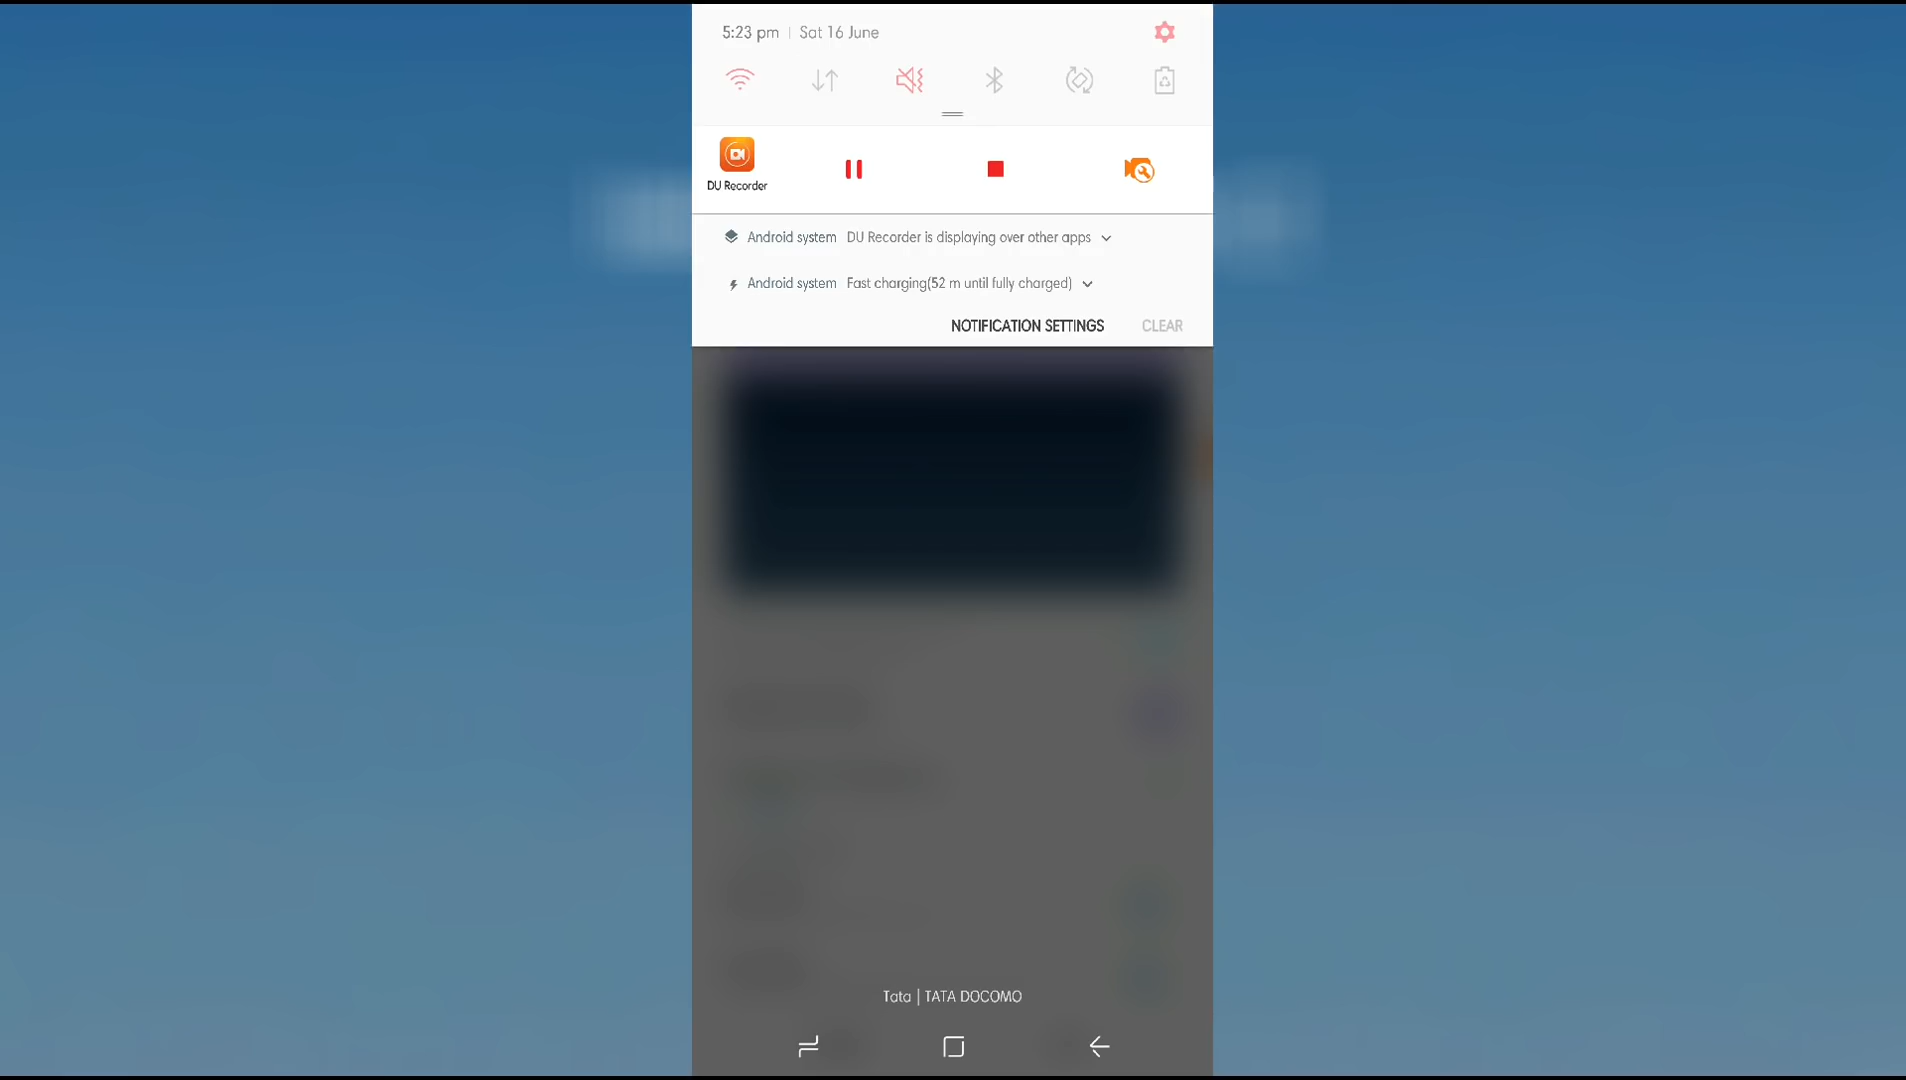 5:23 pm | Sat 16 June
DU Recorder
Android system DU Recorder is displaying over other apps
Android system Fast charging(52 m until fully charged)
NOTIFICATION SETTINGS CLEAR
Tata | TATA DOCOMO